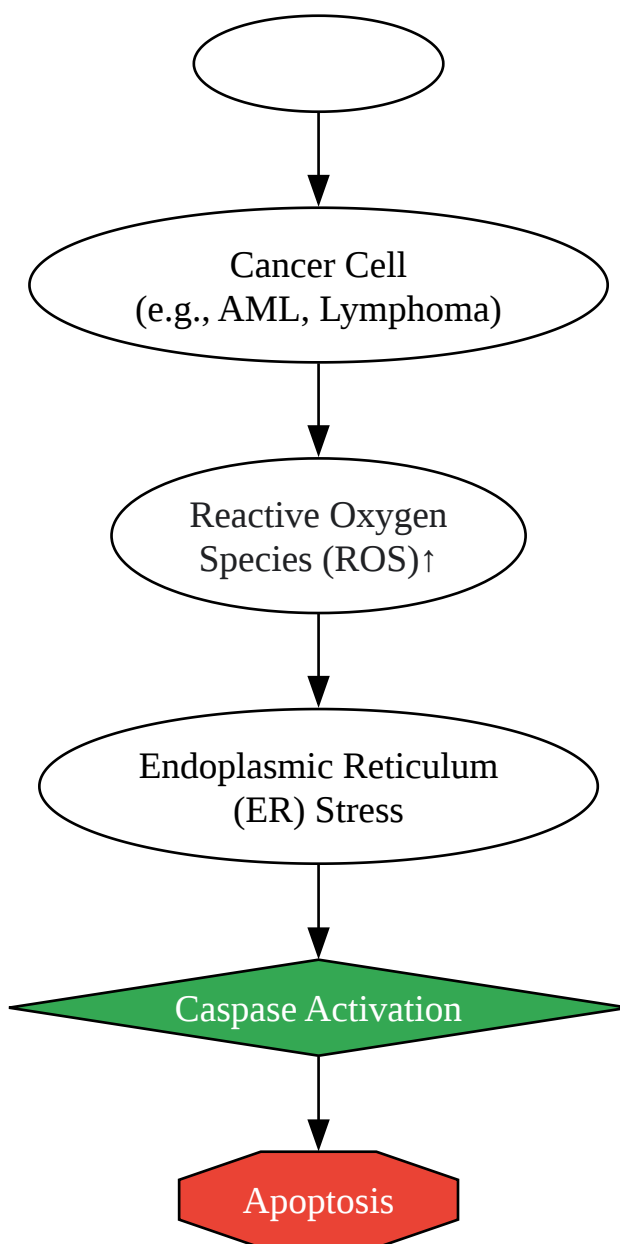 Cancer Cell
(e.g., AML, Lymphoma)
Reactive Oxygen
Species (ROS)↑
Endoplasmic Reticulum
(ER) Stress
Caspase Activation
Apoptosis